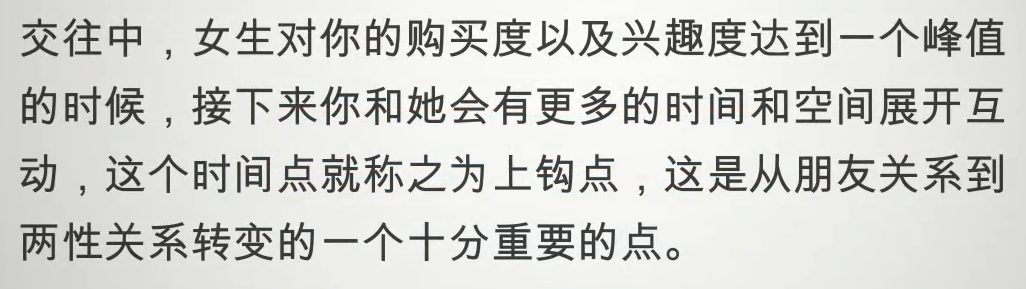 交往中，女生对你的购买度以及兴趣度达到一个峰值
的时候，接下来你和她会有更多的时间和空间展开互
动，这个时间点就称之为上钩点，这是从朋友关系到
两性关系转变的一个十分重要的点。